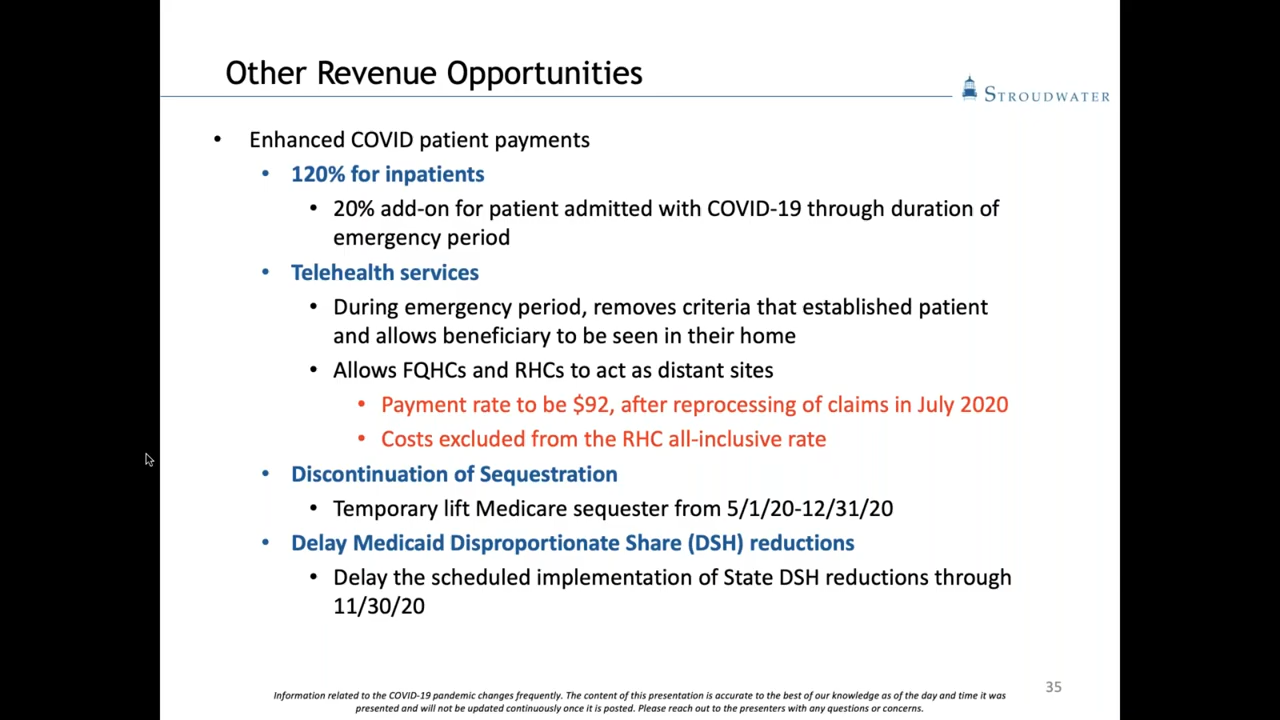 Other Revenue Opportunities
STROUDWATER
• Enhanced COVID patient payments
• 120% for inpatients
• 20% add-on for patient admitted with COVID-19 through duration of
emergency period
• Telehealth services
• During emergency period, removes criteria that established patient
and allows beneficiary to be seen in their home
• Allows FQHCs and RHCs to act as distant sites
• Payment rate to be $92, after reprocessing of claims in July 2020
• Costs excluded from the RHC all-inclusive rate
• Discontinuation of Sequestration
• Temporary lift Medicare sequester from 5/1/20-12/31/20
• Delay Medicaid Disproportionate Share (DSH) reductions
• Delay the scheduled implementation of State DSH reductions through
11/30/20
35
Information related to the COVID-19 pandemic changes frequently. The content of this presentation is accurate to the best of our knowledge as of the day and time it was
presented and will not be updated continuously once it is posted. Please reach out to the presenters with any questions or concerns.